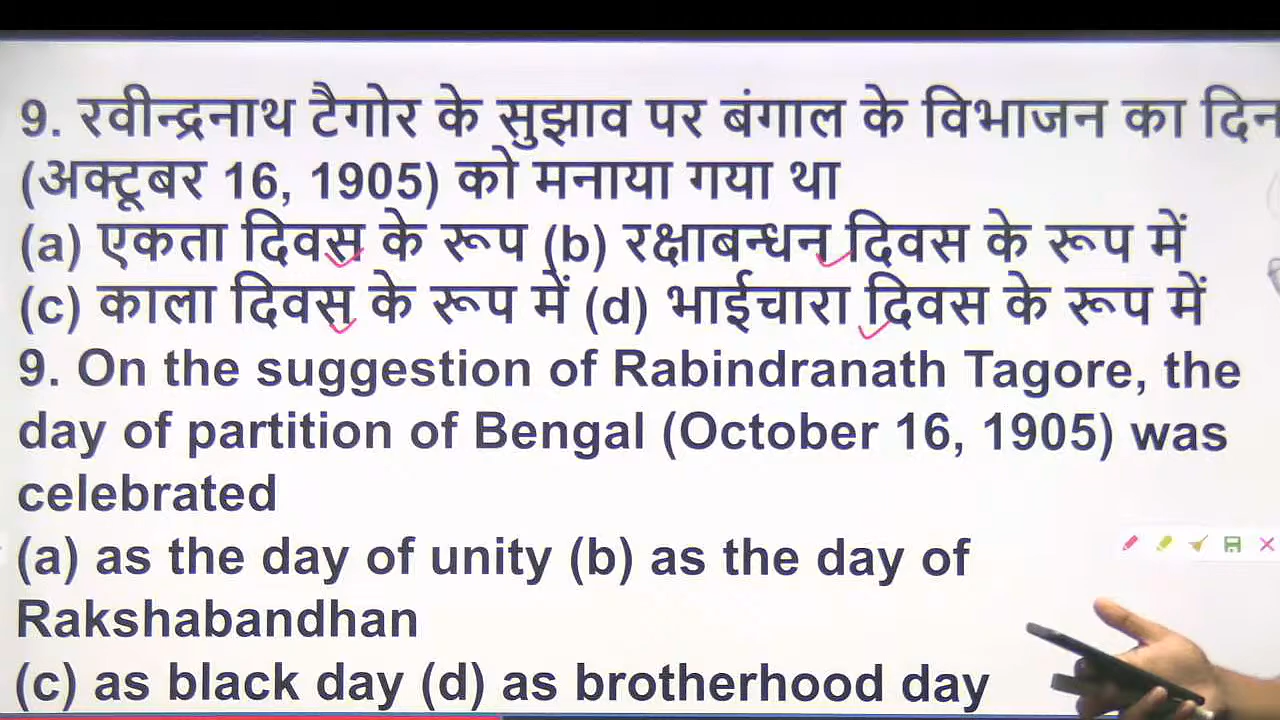 9. रवीन्द्रनाथ टैगोर के सुझाव पर बंगाल के विभाजन का दिन
(अक्टूबर 16, 1905) को मनाया गया था
(a) एकता दिवस के रूप (b) रक्षाबन्धन दिवस के रूप में
(c) काला दिवस के रूप में (d) भाईचारा दिवस के रूप में
9. On the suggestion of Rabindranath Tagore, the
day of partition of Bengal (October 16, 1905) was
celebrated
(a) as the day of unity (b) as the day of
Rakshabandhan
(c) as black day (d) as brotherhood day